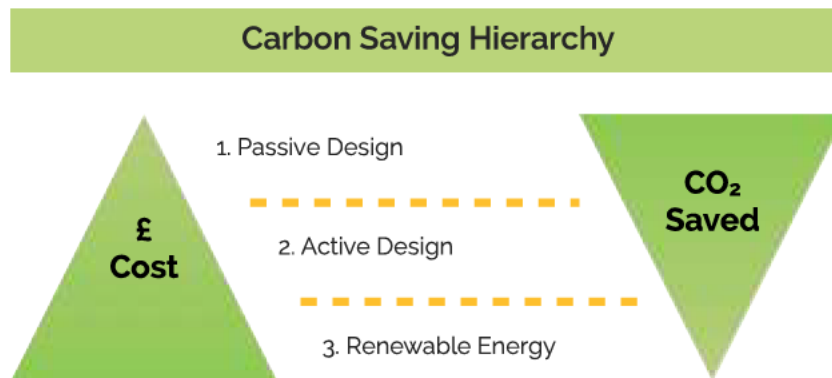 Carbon Saving Hierarchy
1. Passive Design
£
Cost
CO₂
Saved
2. Active Design
3. Renewable Energy